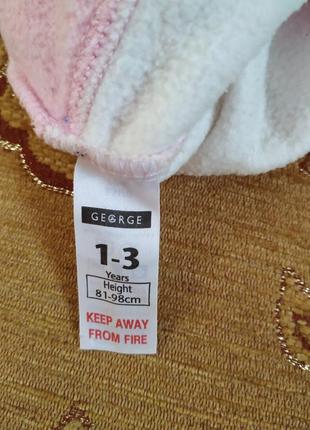 GEORGE
1-3
Years
Height
81-98cm
KEEP AWAY
FROM FIRE